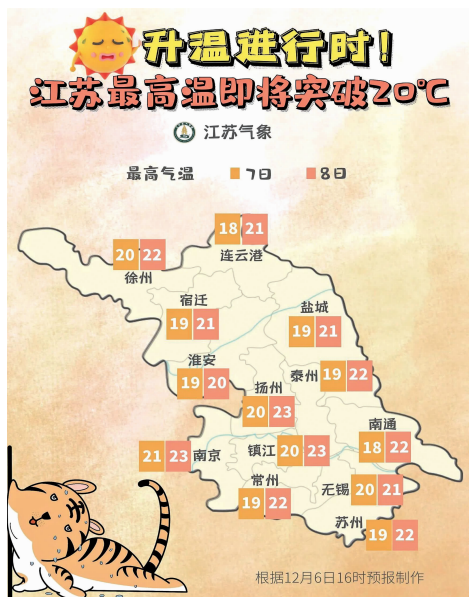 升温进行时!
江苏最高温即将突破20℃
江苏气象
最高气温 7日 8日
18 21
连云港
20 22
徐州
宿迁
19 21
盐城
19 21
淮安
19 20
泰州 19 22
扬州
20 23
南通
18 22
21 23 南京
镇江 20 23
常州
19 22
无锡 20 21
苏州 19 22
根据12月6日16时预报制作